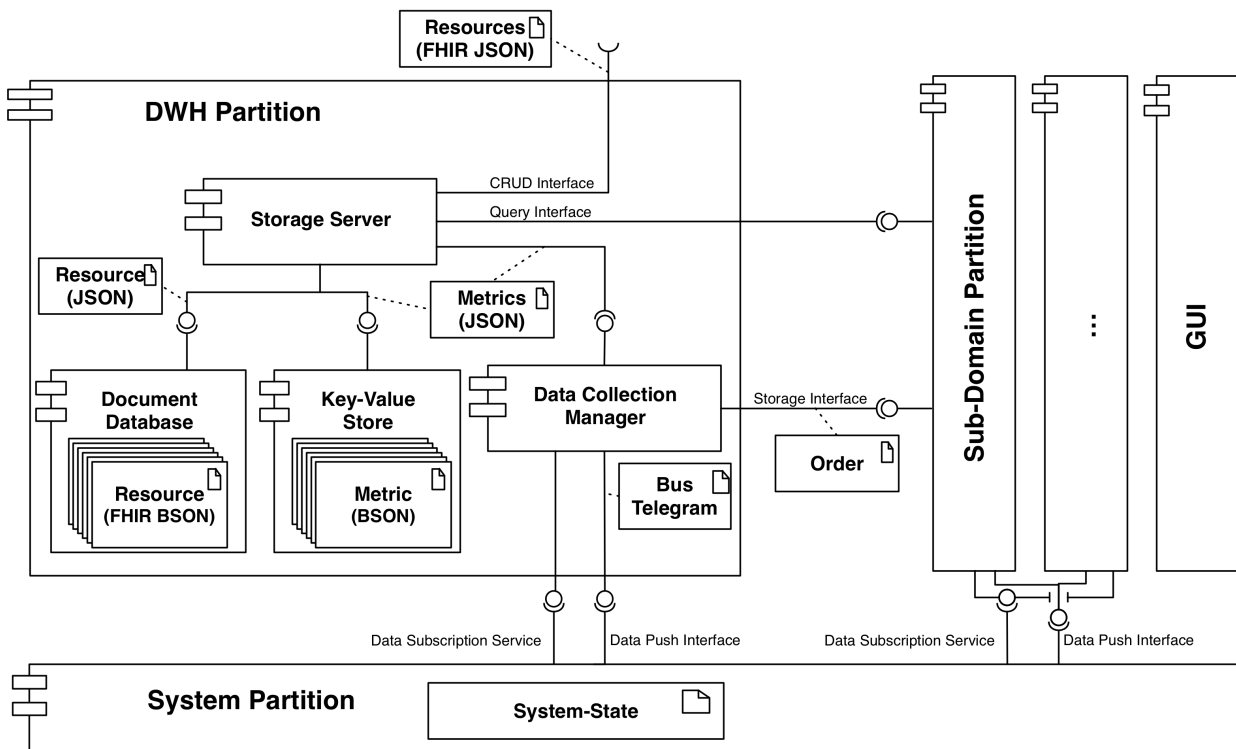 Resources
(FHIR JSON)
DWH Partition
CRUD Interface
Storage Server
Query Interface
Resource
(JSON)
Metrics
(JSON)
Document
Database
Key-Value
Store
Data Collection
Manager
Storage Interface
Order
Resource
(FHIR BSON)
Metric
(BSON)
Bus
Telegram
Sub-Domain Partition
...
GUI
Data Subscription Service
Data Push Interface
Data Subscription Service
Data Push Interface
System Partition
System-State